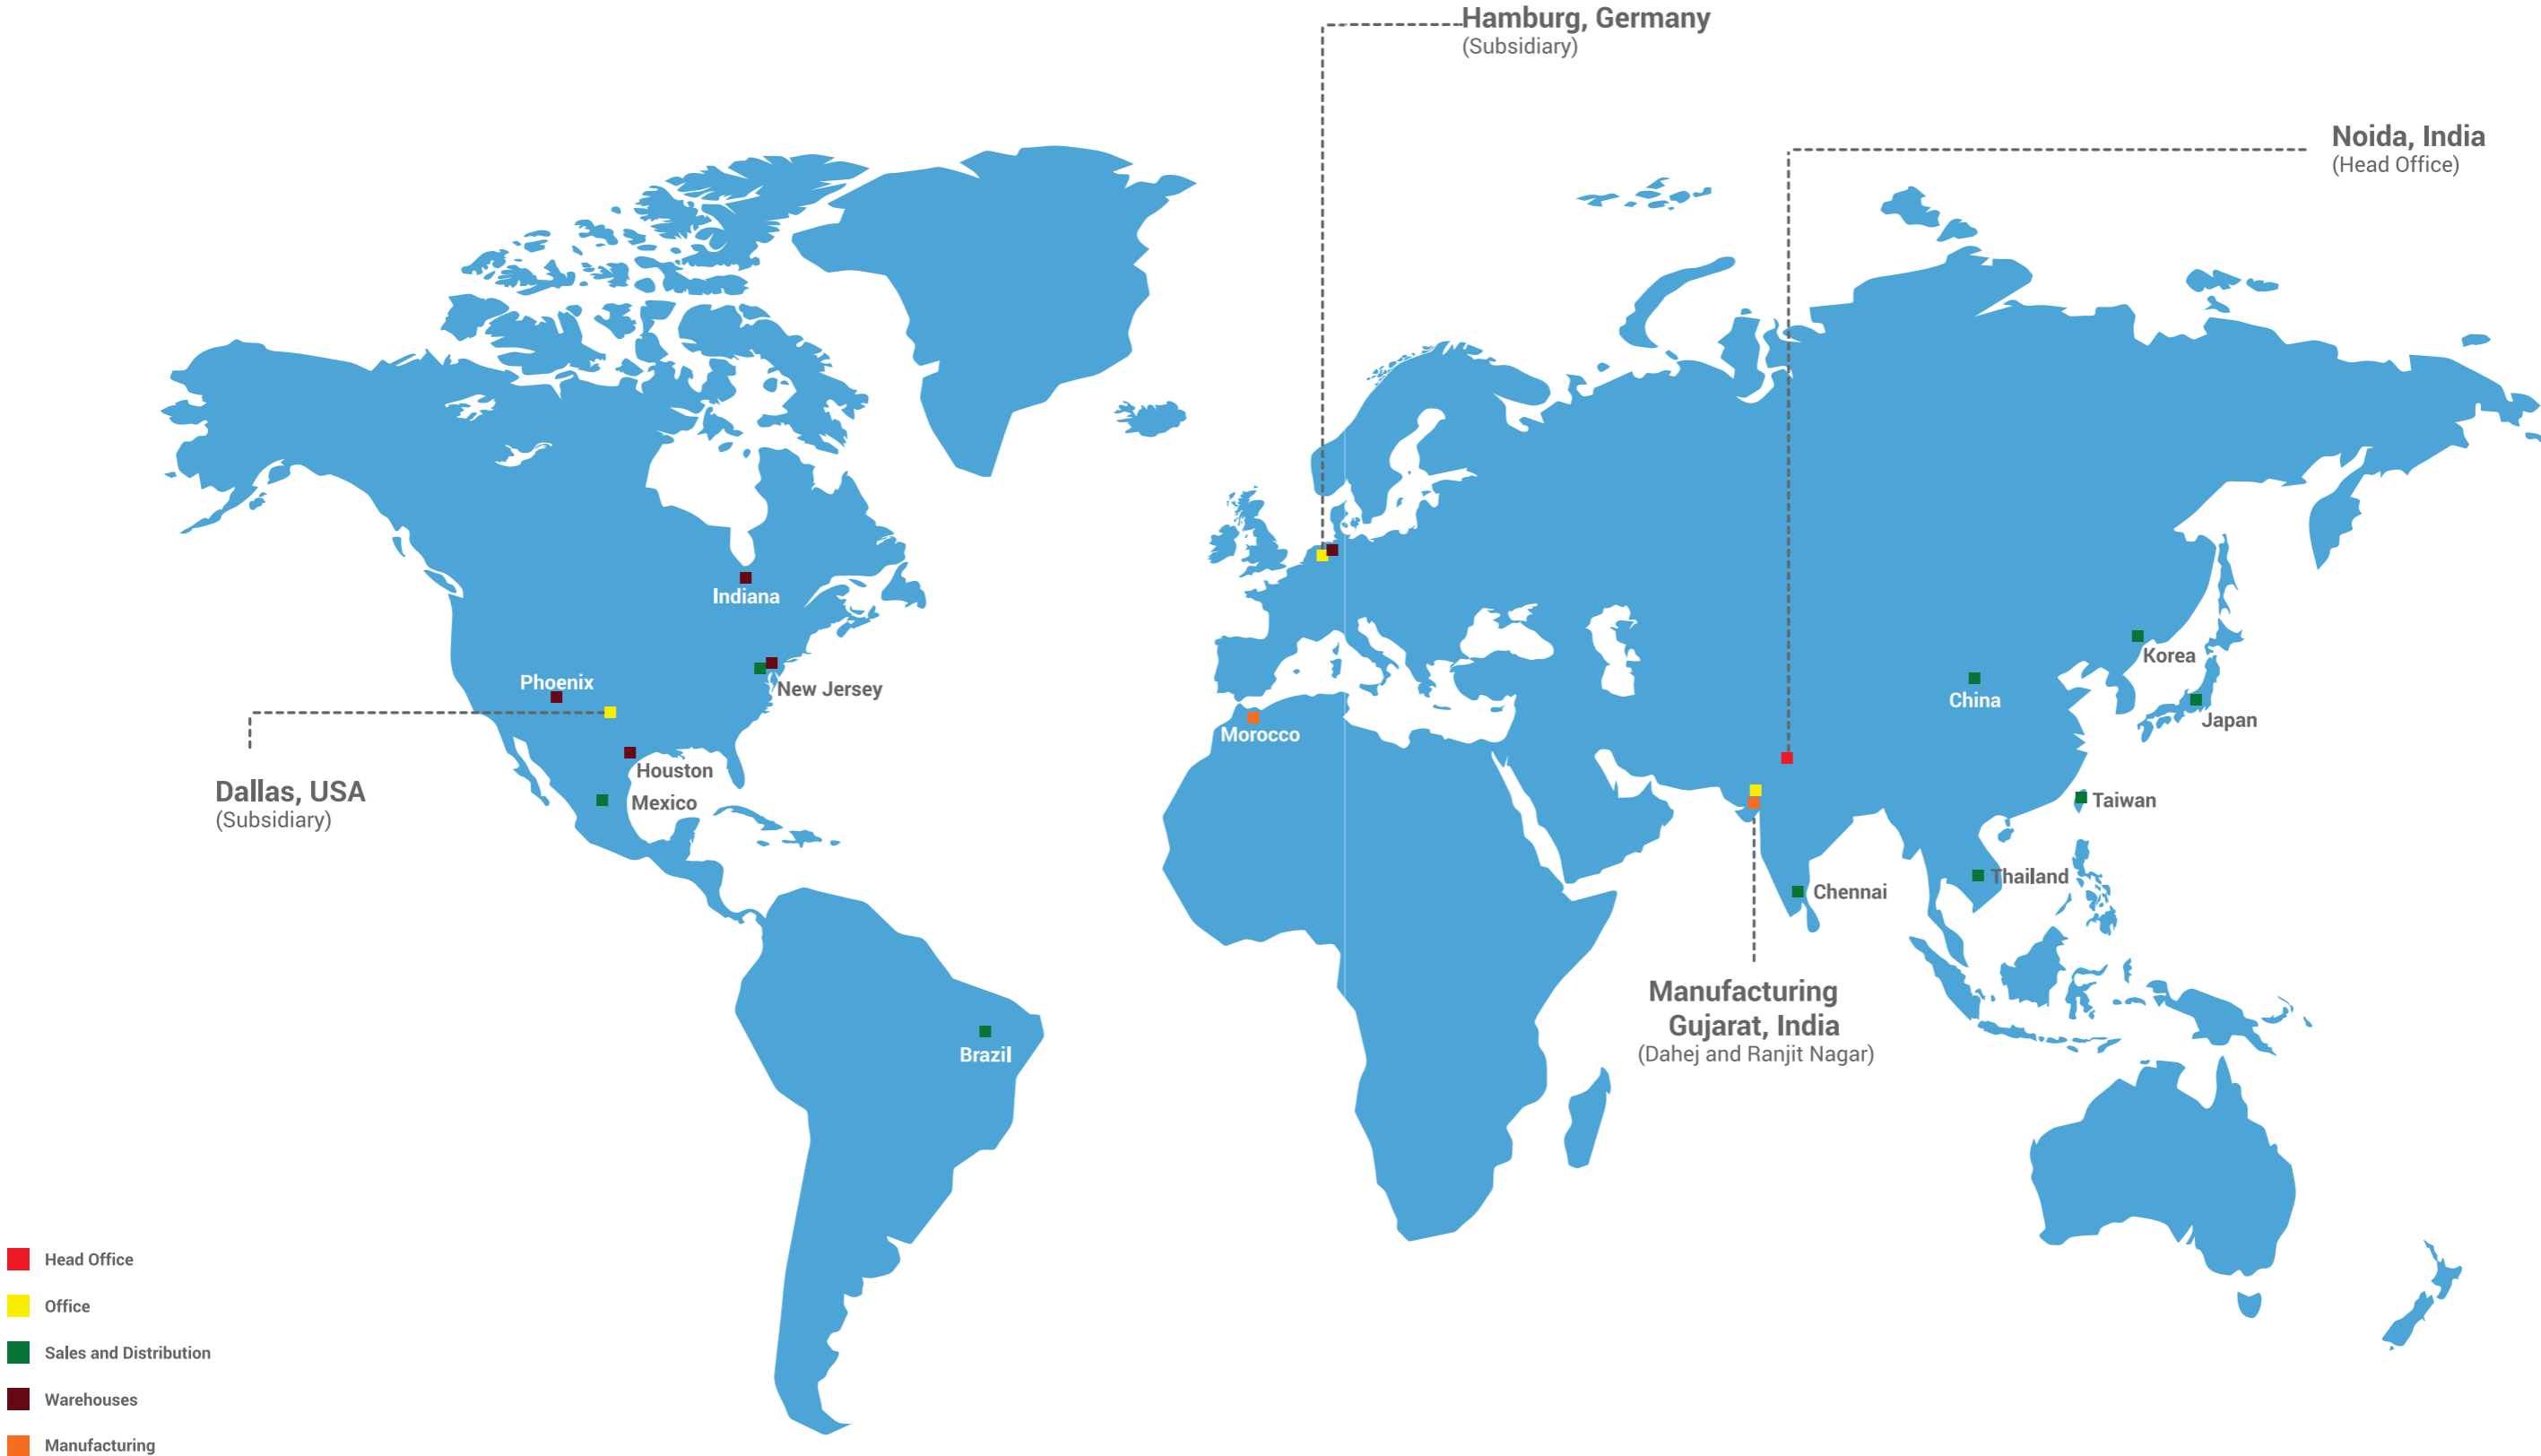 Hamburg, Germany
(Subsidiary)
Noida, India
(Head Office)
Indiana
Phoenix
New Jersey
Houston
Mexico
Dallas, USA
(Subsidiary)
Brazil
Morocco
Korea
China
Japan
Taiwan
Thailand
Chennai
Manufacturing
Gujarat, India
(Dahej and Ranjit Nagar)
Head Office
Office
Sales and Distribution
Warehouses
Manufacturing